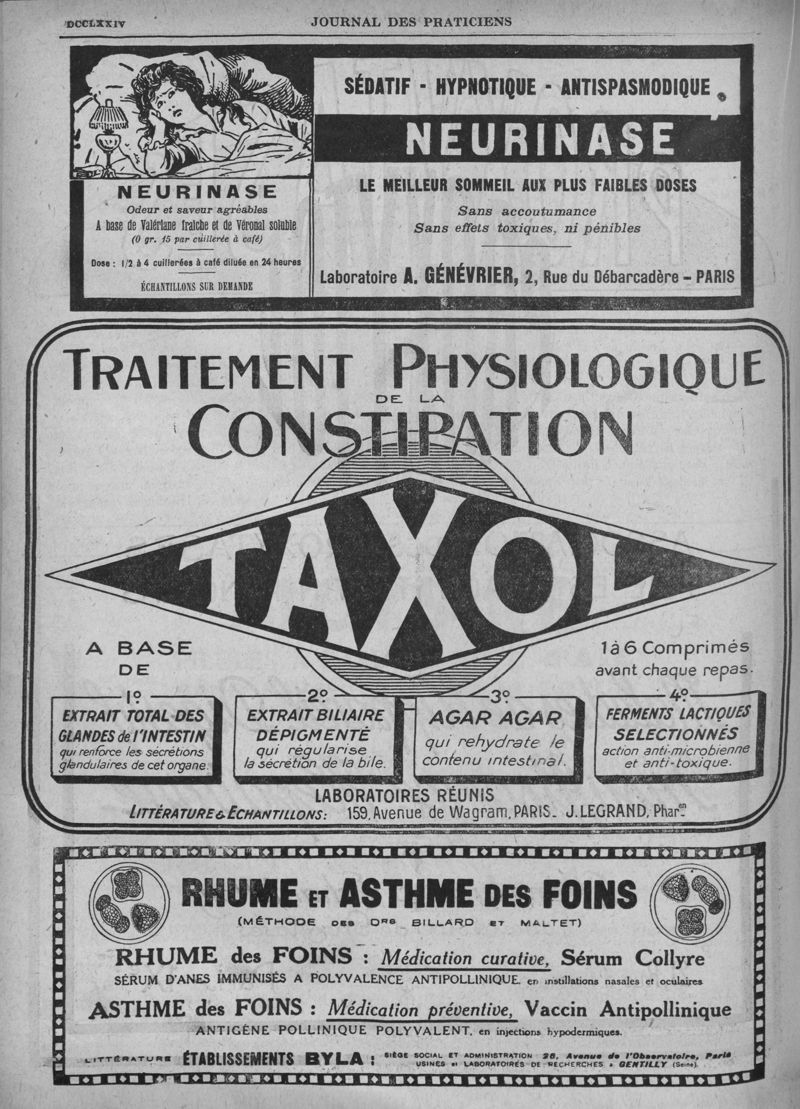 DCCLXXIV
JOURNAL DES PRATICIENS
NEURINASE
Odeur et saveur agréables
A base de Valériane fraîche et de Véronal soluble
(0 gr. 15 par cuillerée à café)
Dose : 1/2 à 4 cuillerées à café diluée en 24 heures
ÉCHANTILLONS SUR DEMANDE
SÉDATIF - HYPNOTIQUE - ANTISPASMODIQUE
NEURINASE
LE MEILLEUR SOMMEIL AUX PLUS FAIBLES DOSES
Sans accoutumance
Sans effets toxiques, ni pénibles
Laboratoire A. GÉNÉVRIER, 2, Rue du Débarcadère - PARIS
TRAITEMENT PHYSIOLOGIQUE
DE LA
CONSTIPATION
TAXOL
A BASE
DE
1à6 Comprimés
avant chaque repas.
1º
EXTRAIT TOTAL DES
GLANDES de l'INTESTIN
qui renforce les sécrétions
glandulaires de cet organe.
2º
EXTRAIT BILIAIRE
DÉPIGMENTÉ
qui régularise
la sécrétion de la bile.
3º
AGAR AGAR
qui rehydrate le
contenu intestinal.
4º
FERMENTS LACTIQUES
SELECTIONNÉS
action anti-microbienne
et anti-toxique.
LABORATOIRES RÉUNIS
LITTÉRATURE & ÉCHANTILLONS: 159, Avenue de Wagram, PARIS_ J. LEGRAND, Pharen
RHUME ET ASTHME DES FOINS
(MÉTHODE DES DRS BILLARD ET MALTET)
RHUME des FOINS : Médication curative, Sérum Collyre
SÉRUM D'ANES IMMUNISÉS A POLYVALENCE ANTIPOLLINIQUE, en instillations nasales et oculaires
ASTHME des FOINS : Médication préventive, Vaccin Antipollinique
ANTIGÈNE POLLINIQUE POLYVALENT, en injections hypodermiques.
LITTÉRATURE ÉTABLISSEMENTS BYLA : SIÈGE SOCIAL ET ADMINISTRATION 26, Avenue de l'Observatoire, Paris
USINES et LABORATOIRES DE RECHERCHES à GENTILLY (Seine).